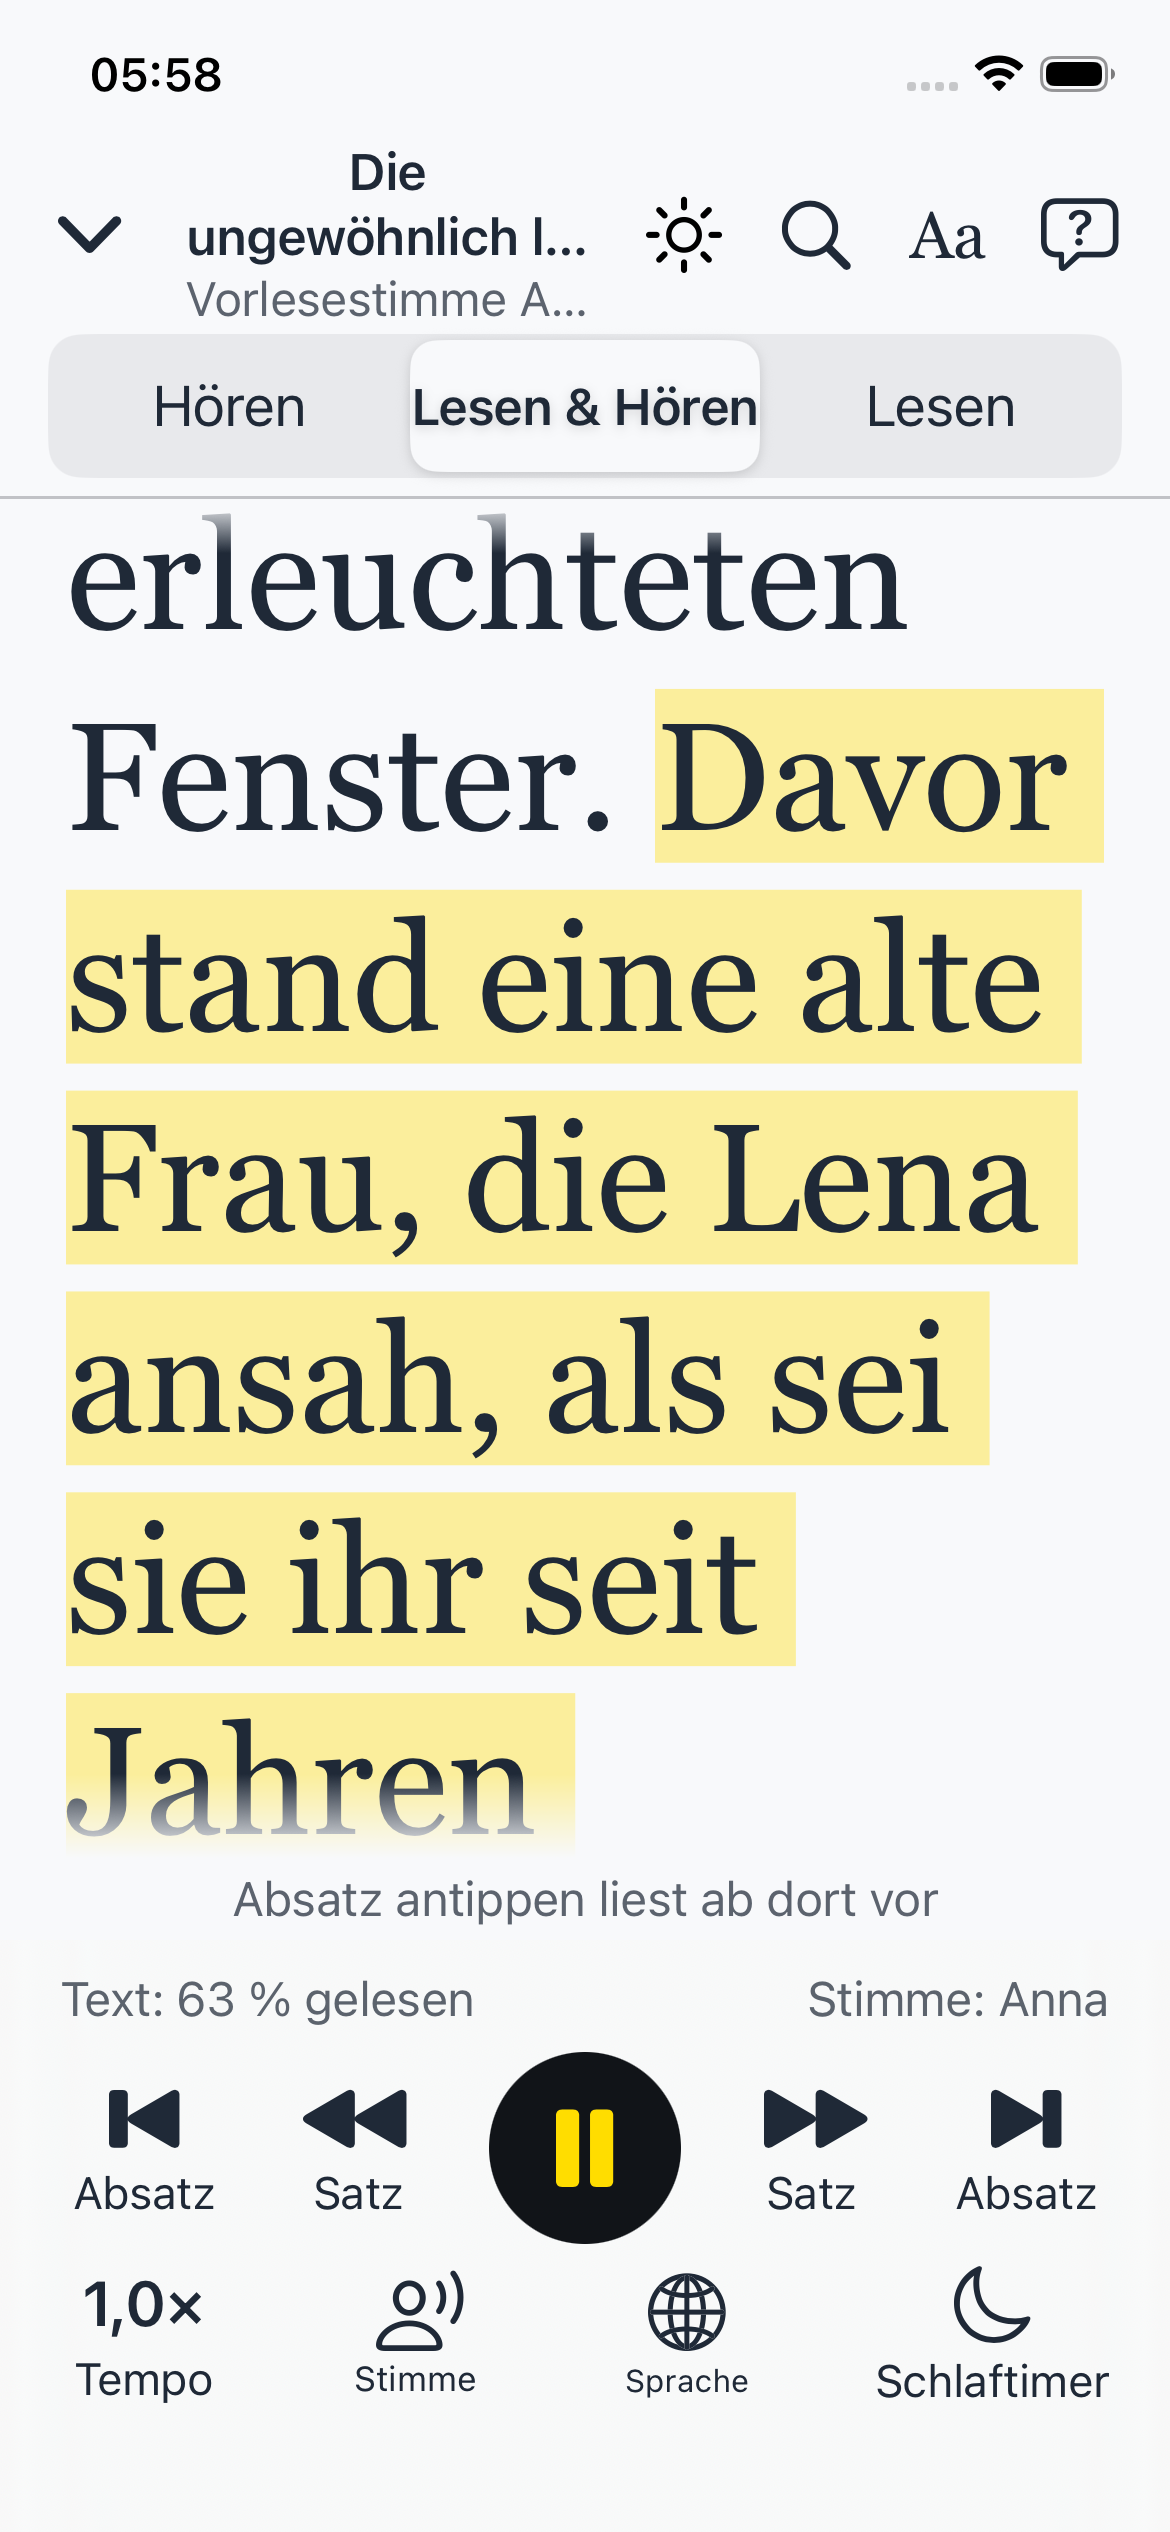 05:58
Die
ungewöhnlich l...
Vorlesestimme A...
Aa
?
Hören
Lesen & Hören
Lesen
erleuchteten
Fenster. Davor
stand eine alte
Frau, die Lena
ansah, als sei
sie ihr seit
Jahren
Absatz antippen liest ab dort vor
Text: 63 % gelesen
Stimme: Anna
Absatz
Satz
Satz
Absatz
1,0×
Tempo
Stimme
Sprache
Schlaftimer